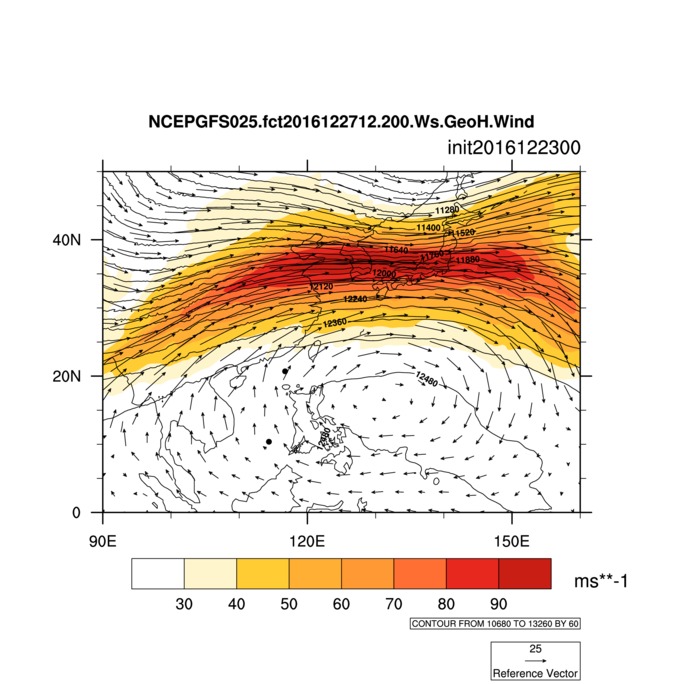 NCEPGFS025.fct2016122712.200.Ws.GeoH.Wind
init2016122300
11280
11400
11520
11640
11760
11880
40N
12000
12120
12240
12360
20N
12480
12480
0
90E 120E 150E
ms**-1
30 40 50 60 70 80 90
CONTOUR FROM 10680 TO 13260 BY 60
25
Reference Vector